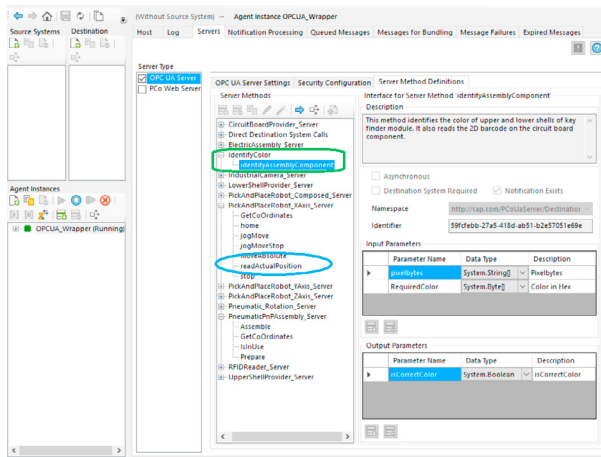 (Without Source System) -- Agent Instance OPCUA_Wrapper
Source Systems Destination
Host Log Servers Notification Processing Queued Messages Messages for Bundling Message Failures Expired Messages
Server Type
OPC UA Server
PCo Web Server
OPC UA Server Settings Security Configuration Server Method Definitions
Server Methods
CircuitBoardProvider_Server
Direct Destination System Calls
ElectricAssembly_Server
IdentifyColor
identifyAssemblyComponent
IndustrialCamera_Server
LowerShellProvider_Server
PickAndPlaceRobot_Composed_Server
PickAndPlaceRobot_XAxis_Server
GetCoOrdinates
home
jogMove
jogMoveStop
moveAbsolute
readActualPosition
stop
PickAndPlaceRobot_YAxis_Server
PickAndPlaceRobot_ZAxis_Server
Pneumatic_Rotation_Server
PneumaticPnPAssembly_Server
Assemble
GetCoOrdinates
IsInUse
Prepare
RFIDReader_Server
UpperShellProvider_Server
Interface for Server Method 'identifyAssemblyComponent'
Description
This method identifies the color of upper and lower shells of key
finder module. It also reads the 2D barcode on the circuit board
component.
Asynchronous
Destination System Required Notification Exists
Namespace http://sap.com/PCoUaServer/Destination
Identifier 59fcfebb-27a5-418d-ab51-b2e57051e69e
Input Parameters
Parameter Name Data Type Description
pixelbytes System.String[] Pixelbytes
RequiredColor System.Byte[] Color in Hex
Output Parameters
Parameter Name Data Type Description
isCorrectColor System.Boolean isCorrectColor
Agent Instances
OPCUA_Wrapper (Running)